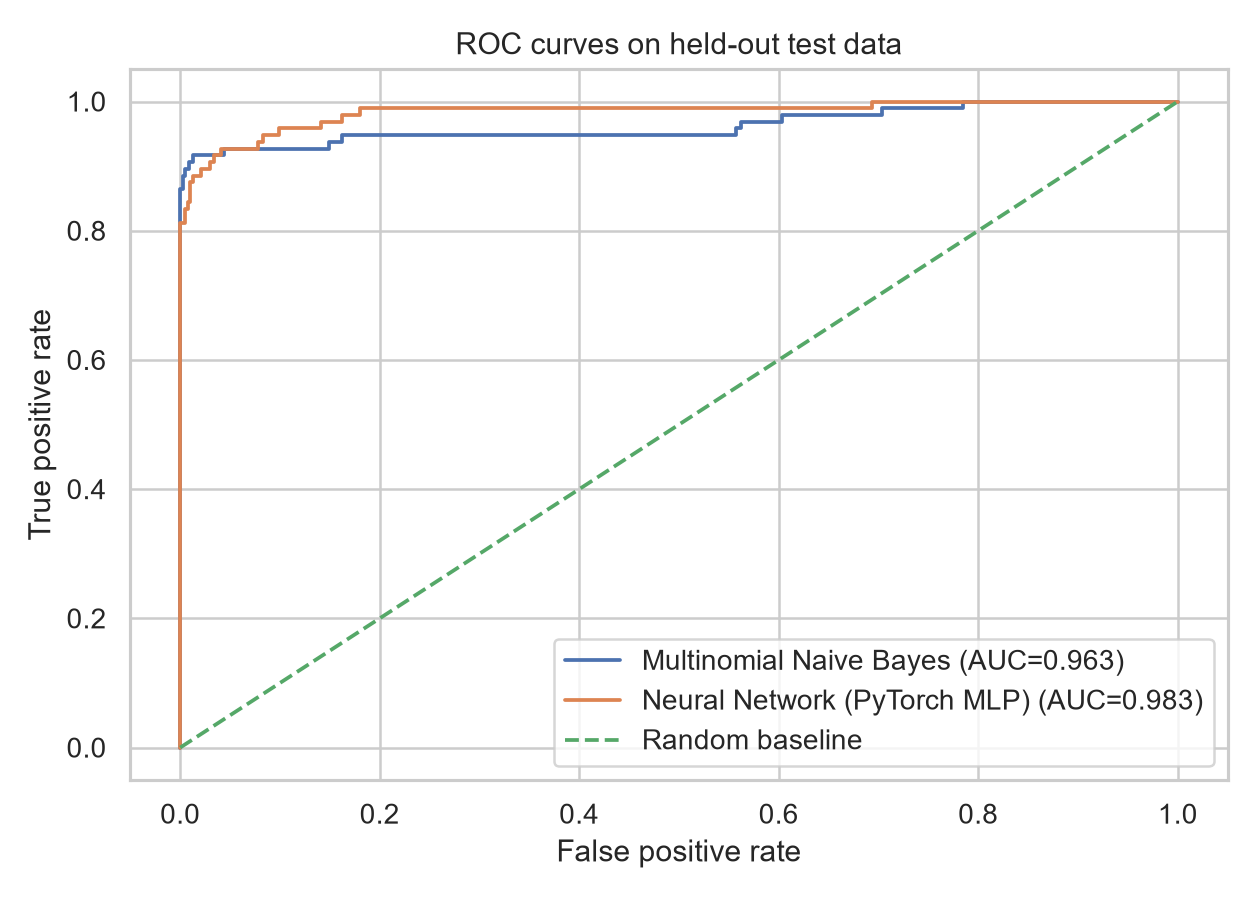 ROC curves on held-out test data
True positive rate
1.0
0.8
0.6
0.4
0.2
0.0
Multinomial Naive Bayes (AUC=0.963)
Neural Network (PyTorch MLP) (AUC=0.983)
Random baseline
0.0 0.2 0.4 0.6 0.8 1.0
False positive rate